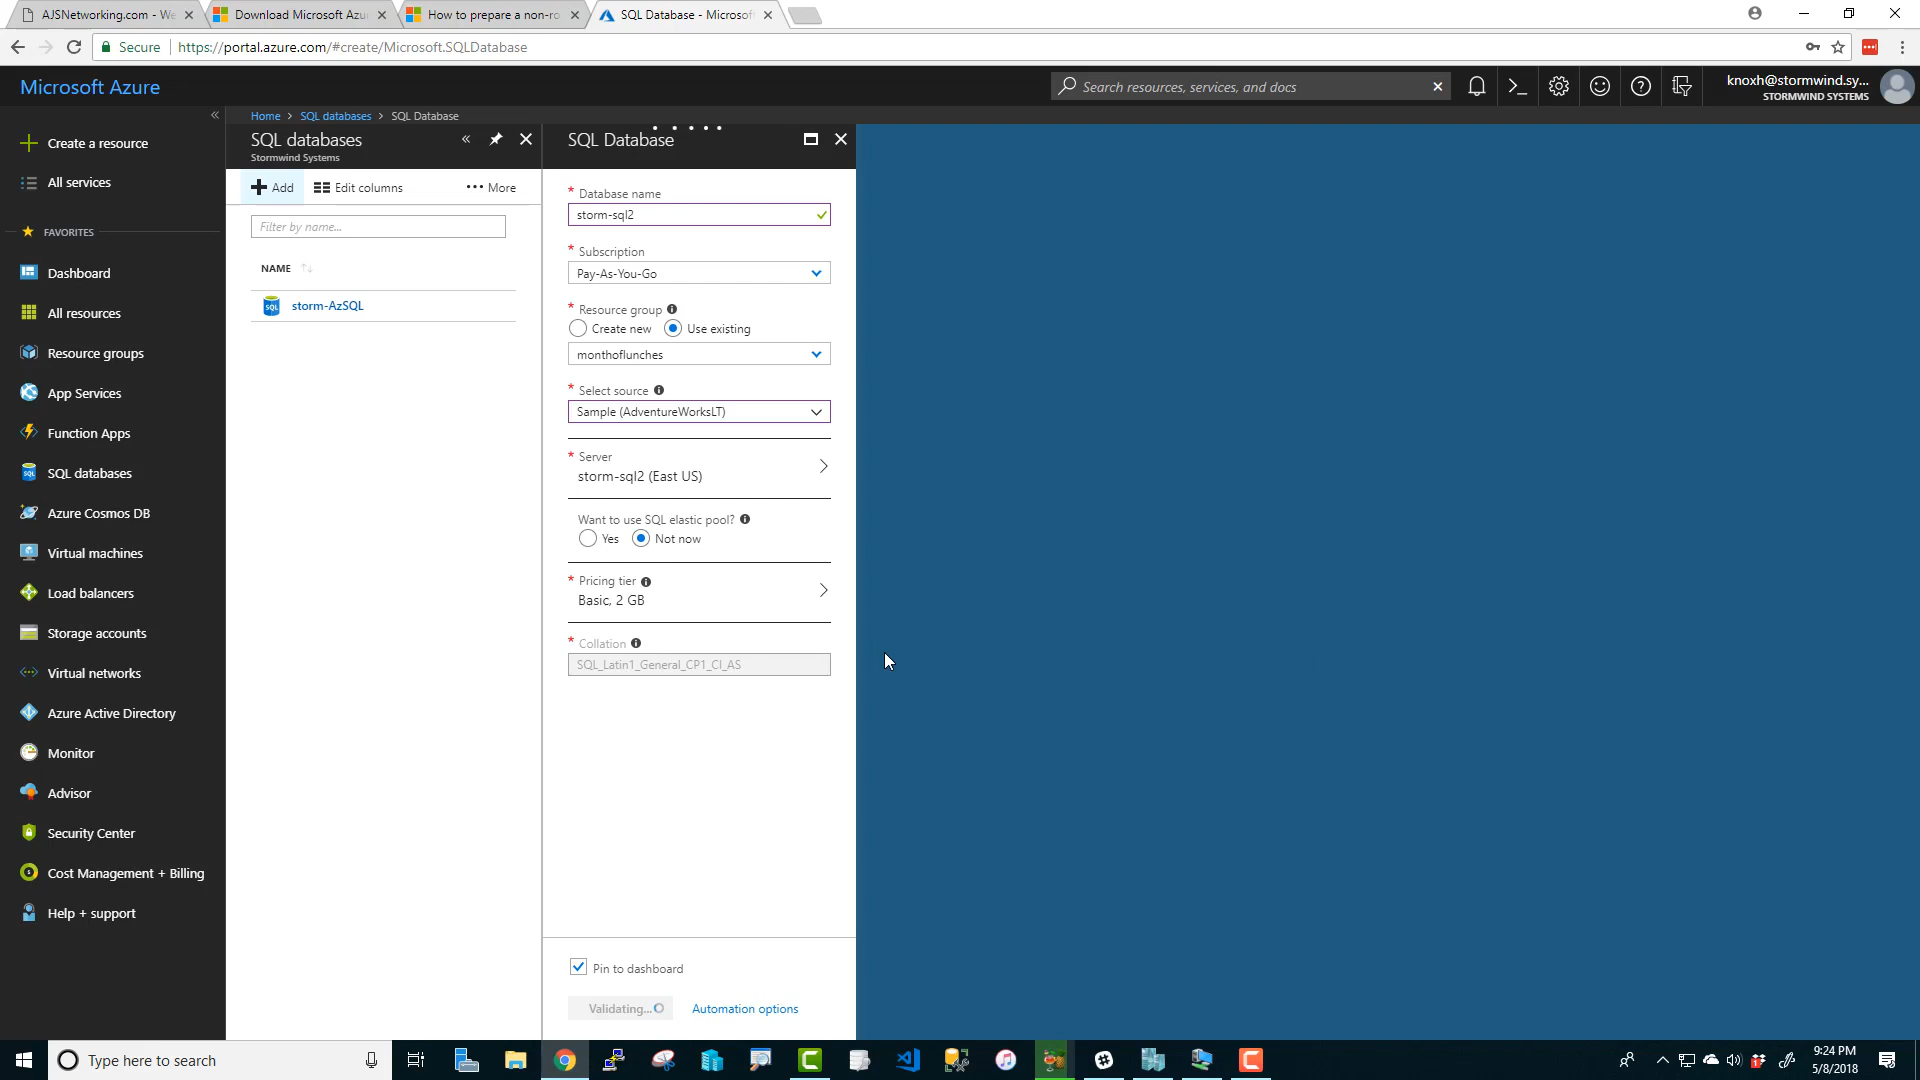 AJSNetworking.com - We
Download Microsoft Azu
How to prepare a non-ro
SQL Database - Microsof
Secure
https://portal.azure.com/#create/Microsoft.SQLDatabase
Microsoft Azure
Search resources, services, and docs
knoxh@stormwind.sy...
STORMWIND SYSTEMS
Home > SQL databases > SQL Database
Create a resource
All services
FAVORITES
Dashboard
All resources
Resource groups
App Services
Function Apps
SQL databases
Azure Cosmos DB
Virtual machines
Load balancers
Storage accounts
Virtual networks
Azure Active Directory
Monitor
Advisor
Security Center
Cost Management + Billing
Help + support
SQL databases
Stormwind Systems
Add
Edit columns
More
Filter by name...
NAME
SQL
storm-AzSQL
SQL Database
* Database name
storm-sql2
* Subscription
Pay-As-You-Go
* Resource group
Create new
Use existing
monthoflunches
* Select source
Sample (AdventureWorksLT)
* Server
storm-sql2 (East US)
Want to use SQL elastic pool?
Yes
Not now
* Pricing tier
Basic, 2 GB
* Collation
SQL_Latin1_General_CP1_CI_AS
Pin to dashboard
Validating...
Automation options
Type here to search
9:24 PM
5/8/2018